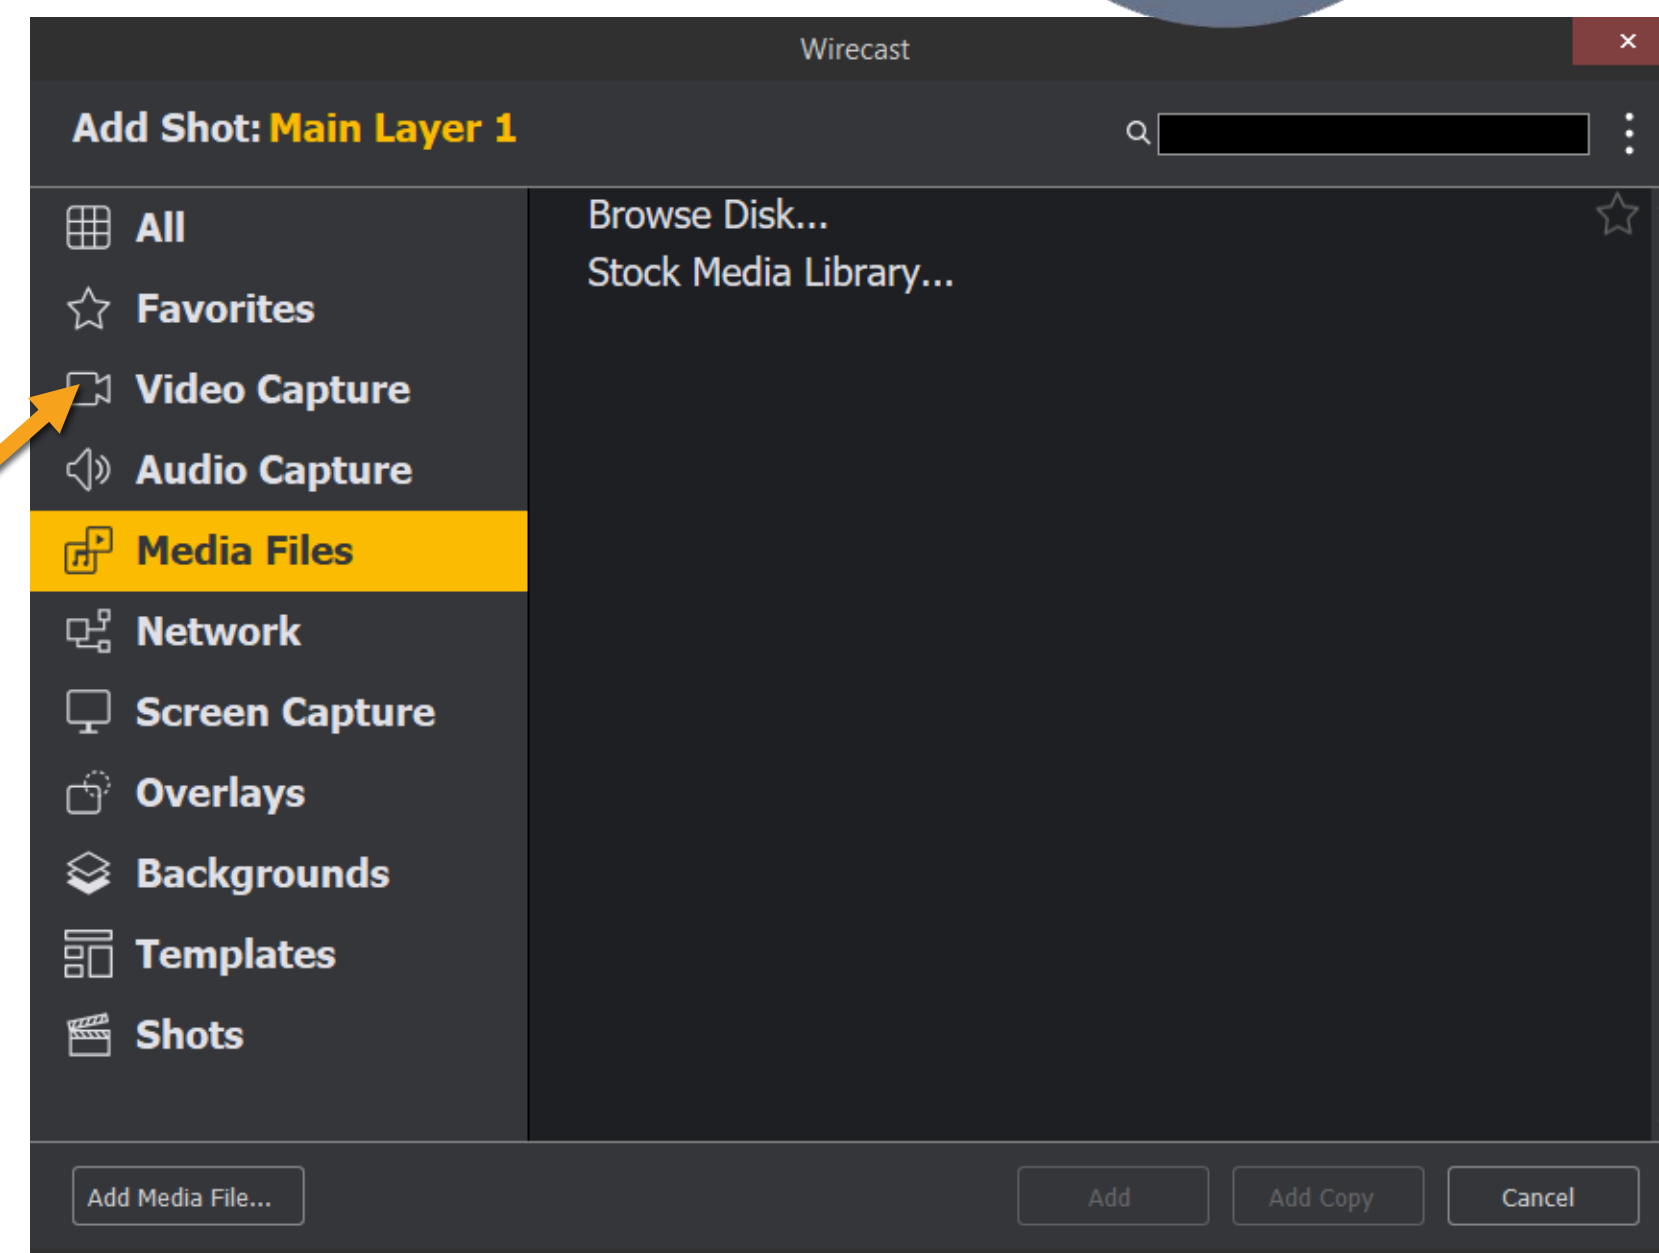 Wirecast
Add Shot: Main Layer 1
All
Favorites
Video Capture
Audio Capture
Media Files
Network
Screen Capture
Overlays
Backgrounds
Templates
Shots
Browse Disk...
Stock Media Library...
Add Media File...
Add
Add Copy
Cancel